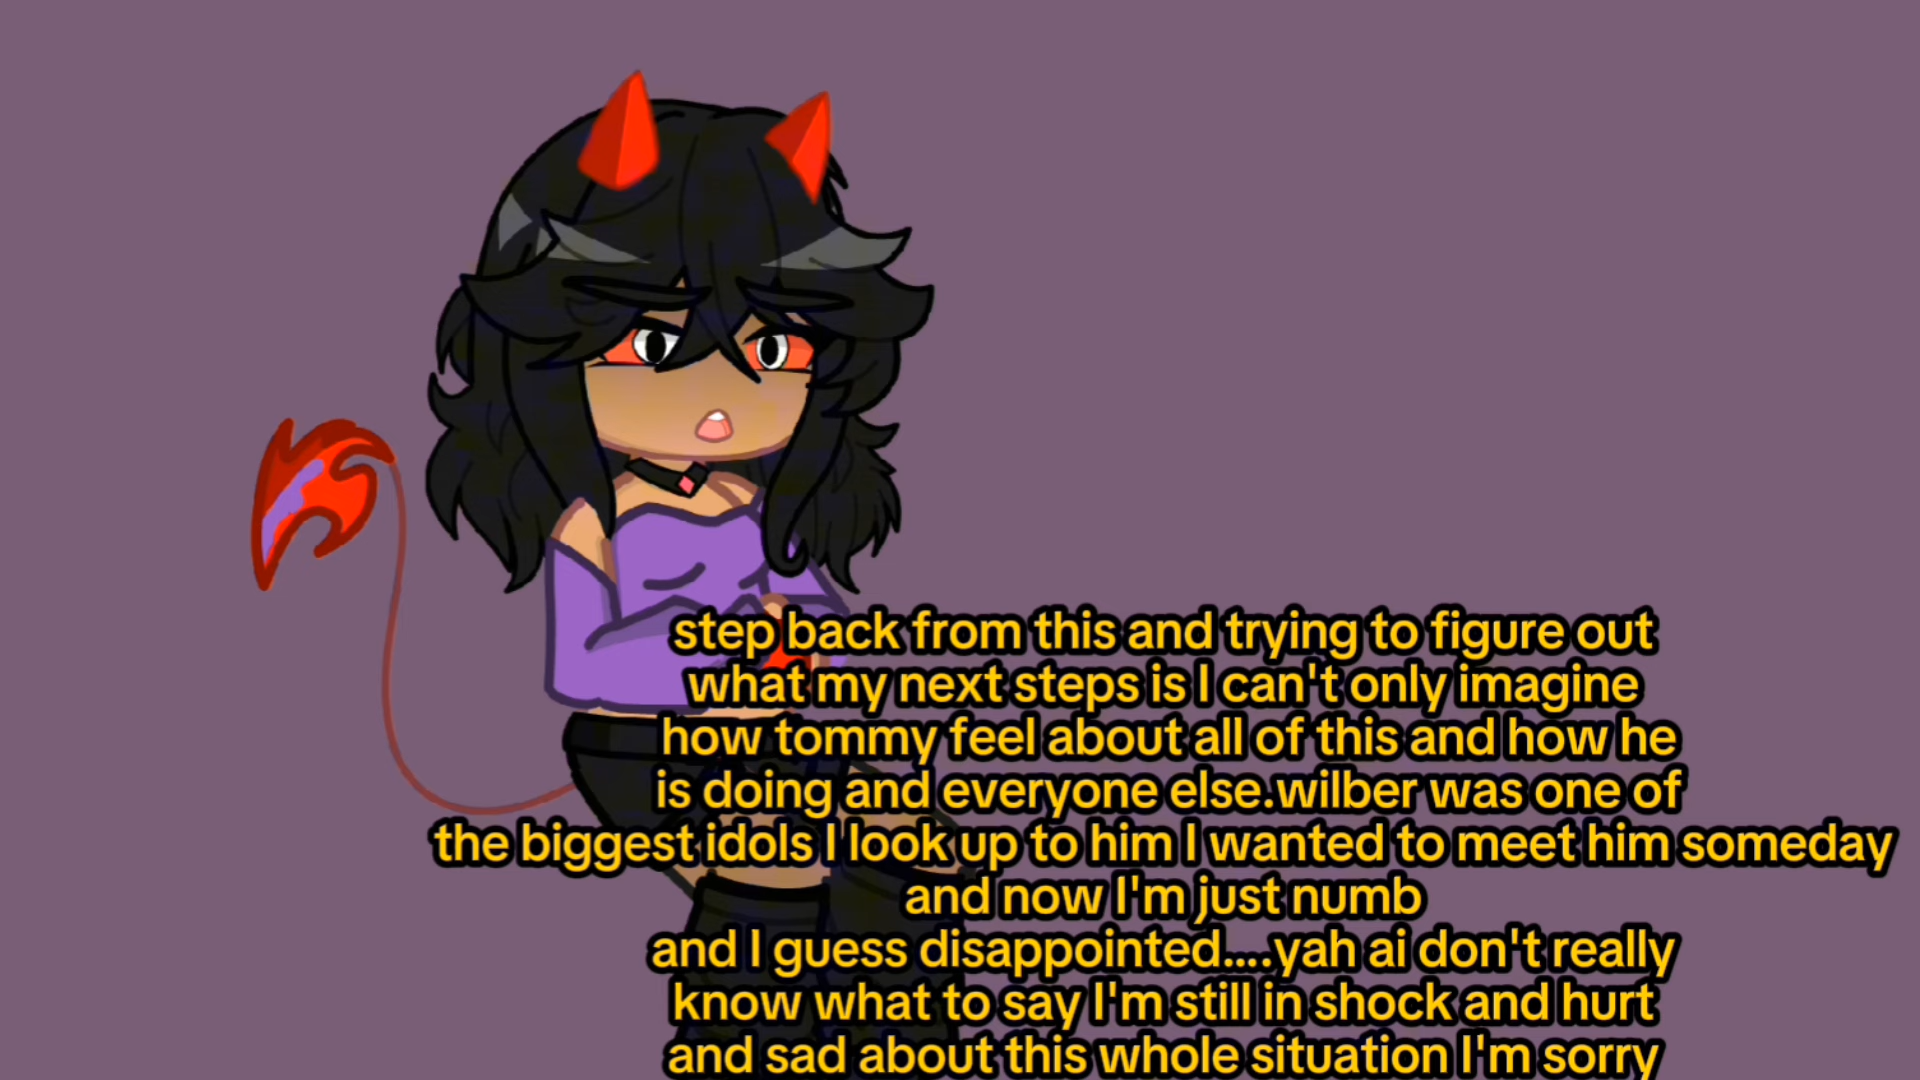 step back from this and trying to figure out
what my next steps is I can't only imagine
how tommy feel about all of this and how he
is doing and everyone else.wilber was one of
the biggest idols I look up to him I wanted to meet him someday
and now I'm just numb
and I guess disappointed....yah ai don't really
know what to say I'm still in shock and hurt
and sad about this whole situation I'm sorry